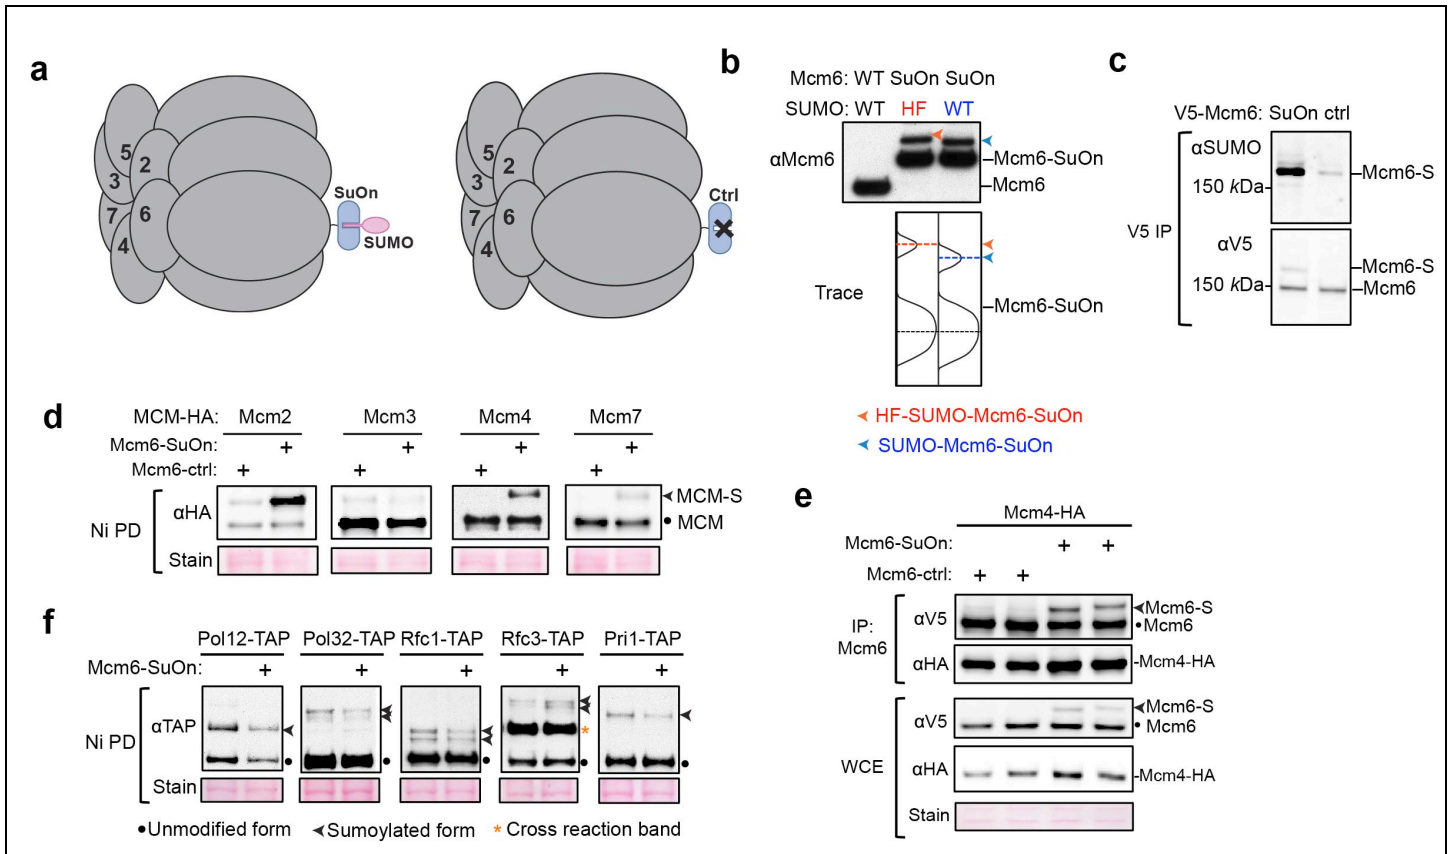 a
5
2
3
7
6
4
SuOn
SUMO
5
2
3
7
6
4
Ctrl
b
Mcm6: WT SuOn SuOn
SUMO: WT HF WT
αMcm6
Mcm6-SuOn
Mcm6
Trace
Mcm6-SuOn
HF-SUMO-Mcm6-SuOn
SUMO-Mcm6-SuOn
c
V5-Mcm6: SuOn ctrl
αSUMO
150 kDa
Mcm6-S
V5 IP
αV5
Mcm6-S
150 kDa
Mcm6
d
MCM-HA: Mcm2 Mcm3 Mcm4 Mcm7
Mcm6-SuOn: + + + +
Mcm6-ctrl: + + + +
Ni PD
αHA
MCM-S
MCM
Stain
e
Mcm4-HA
Mcm6-SuOn: + +
Mcm6-ctrl: + +
IP:
Mcm6
αV5
Mcm6-S
Mcm6
αHA
Mcm4-HA
WCE
αV5
Mcm6-S
Mcm6
αHA
Mcm4-HA
Stain
f
Pol12-TAP Pol32-TAP Rfc1-TAP Rfc3-TAP Pri1-TAP
Mcm6-SuOn: + + + + +
Ni PD
αTAP
*
Stain
•Unmodified form ➤Sumoylated form * Cross reaction band